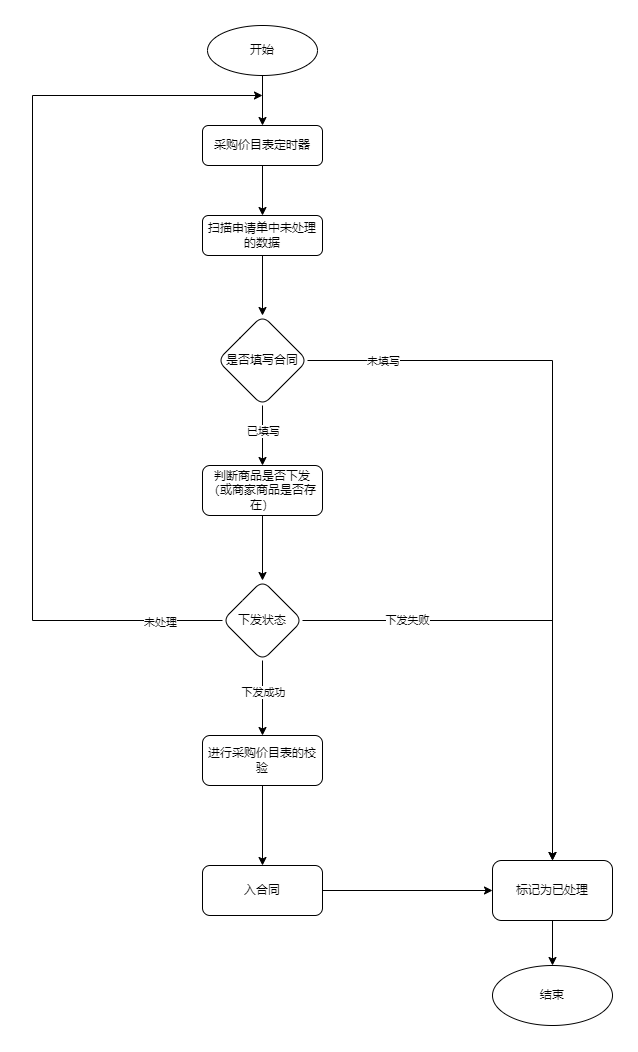 开始
采购价目表定时器
扫描申请单中未处理
的数据
是否填写合同
未填写
已填写
判断商品是否下发
（或商家商品是否存
在）
未处理
下发状态
下发失败
下发成功
进行采购价目表的校
验
入合同
标记为已处理
结束